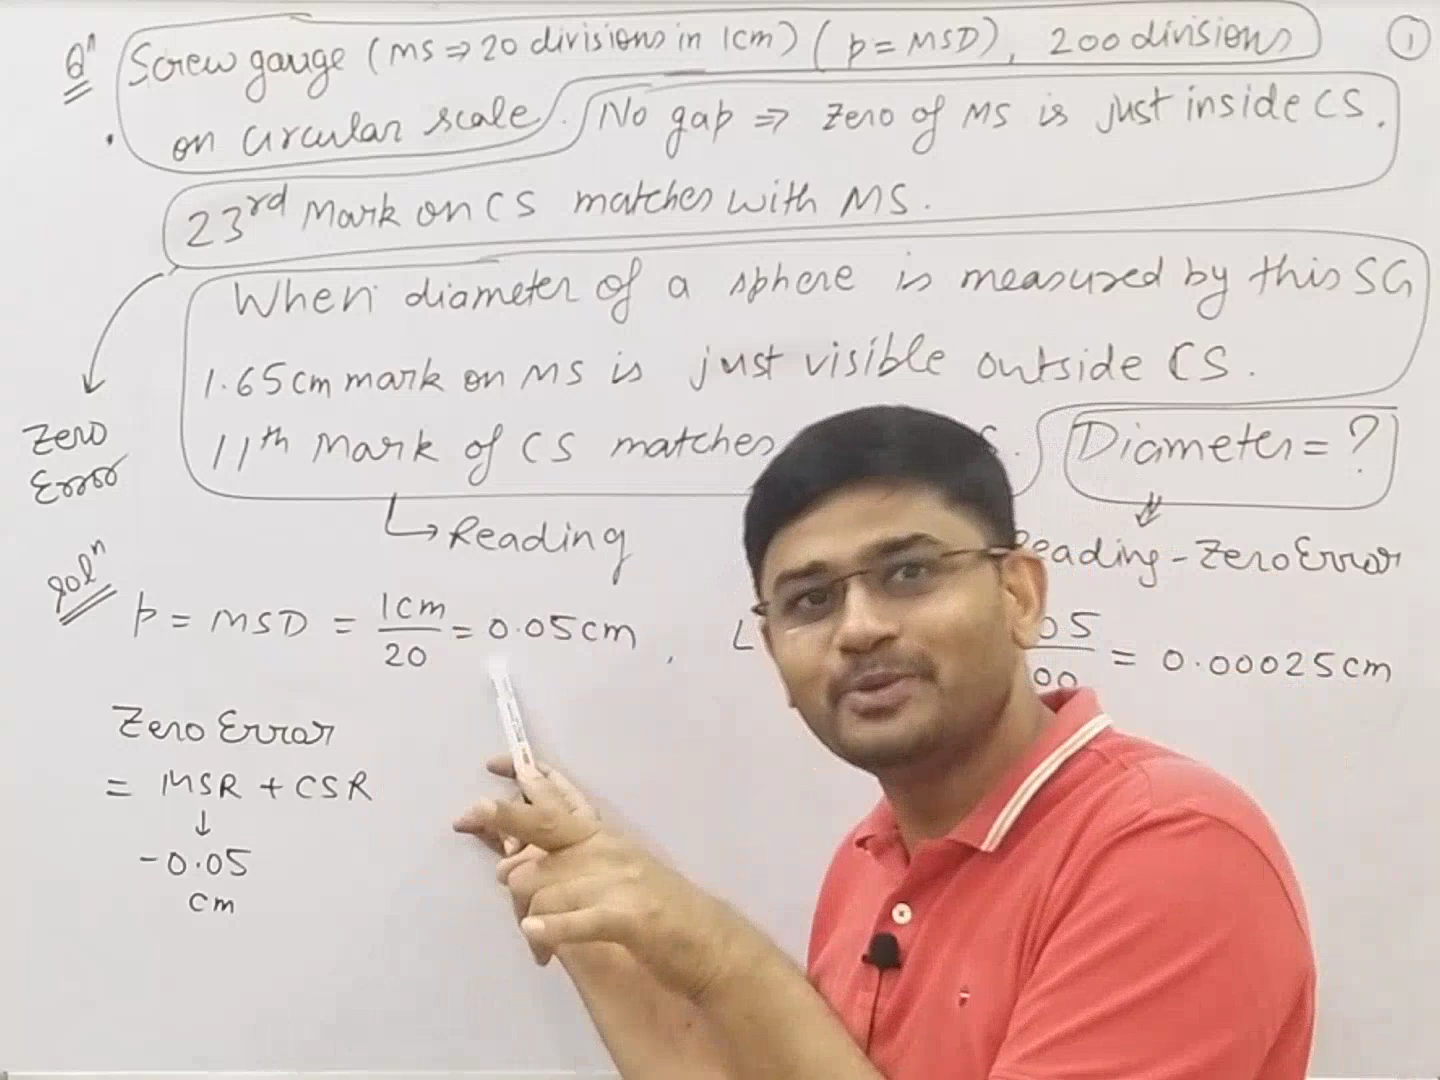 Qⁿ Screw gauge (MS ⇒ 20 divisions in 1cm) (p = MSD), 200 divisions ①
on circular scale. No gap ⇒ Zero of MS is just inside CS.
23rd Mark on CS matches with MS.
When diameter of a sphere is measured by this SG
1.65cm mark on MS is just visible outside CS.
11th Mark of CS matches Diameter = ?
Zero
Error
Reading
Reading - Zero Error
Solⁿ
p = MSD = 1cm/20 = 0.05cm, L = 0.00025cm
Zero Error
= MSR + CSR
↓
-0.05
cm